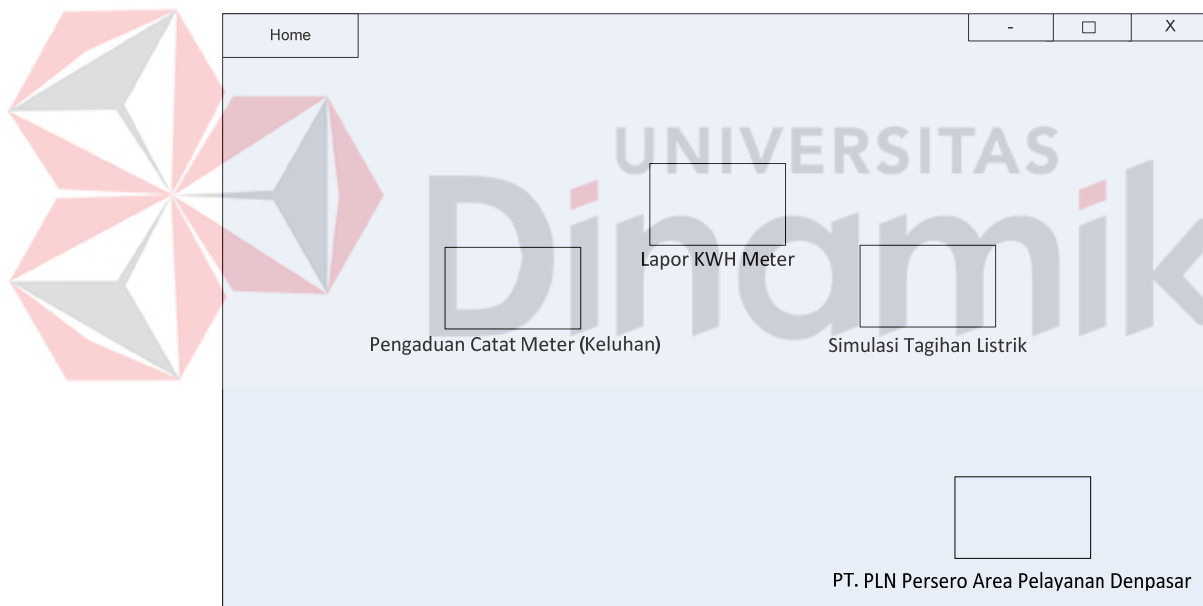 Home
- □ X
UNIVERSITAS
Dinamik
Lapor KWH Meter
Pengaduan Catat Meter (Keluhan)
Simulasi Tagihan Listrik
PT. PLN Persero Area Pelayanan Denpasar